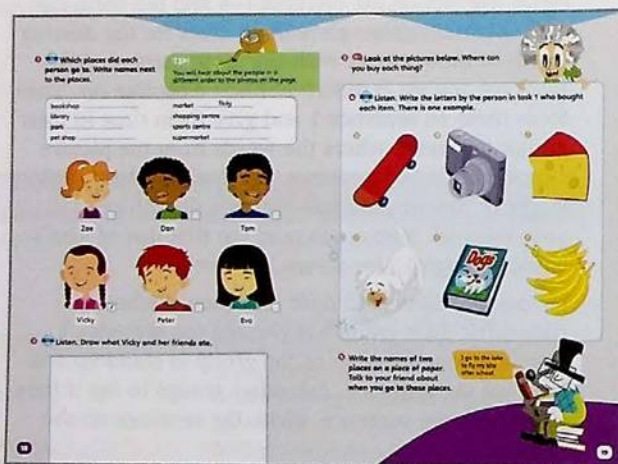 Which places did each
person go to. Write names next
to the places.
TIP!
You will hear about the people in a
different order to the photos on the page.
bookshop
library
park
pet shop
market
shopping centre
sports centre
supermarket
Zoe Dan Tom
Vicky Peter Eva
Listen. Draw what Vicky and her friends ate.
18
Look at the pictures below. Where can
you buy each thing?
Listen. Write the letters by the person in task 1 who bought
each item. There is one example.
Dogs
Write the names of two
places on a piece of paper.
Talk to your friend about
when you go to those places.
I go to the lake
to fly my kite
after school
19